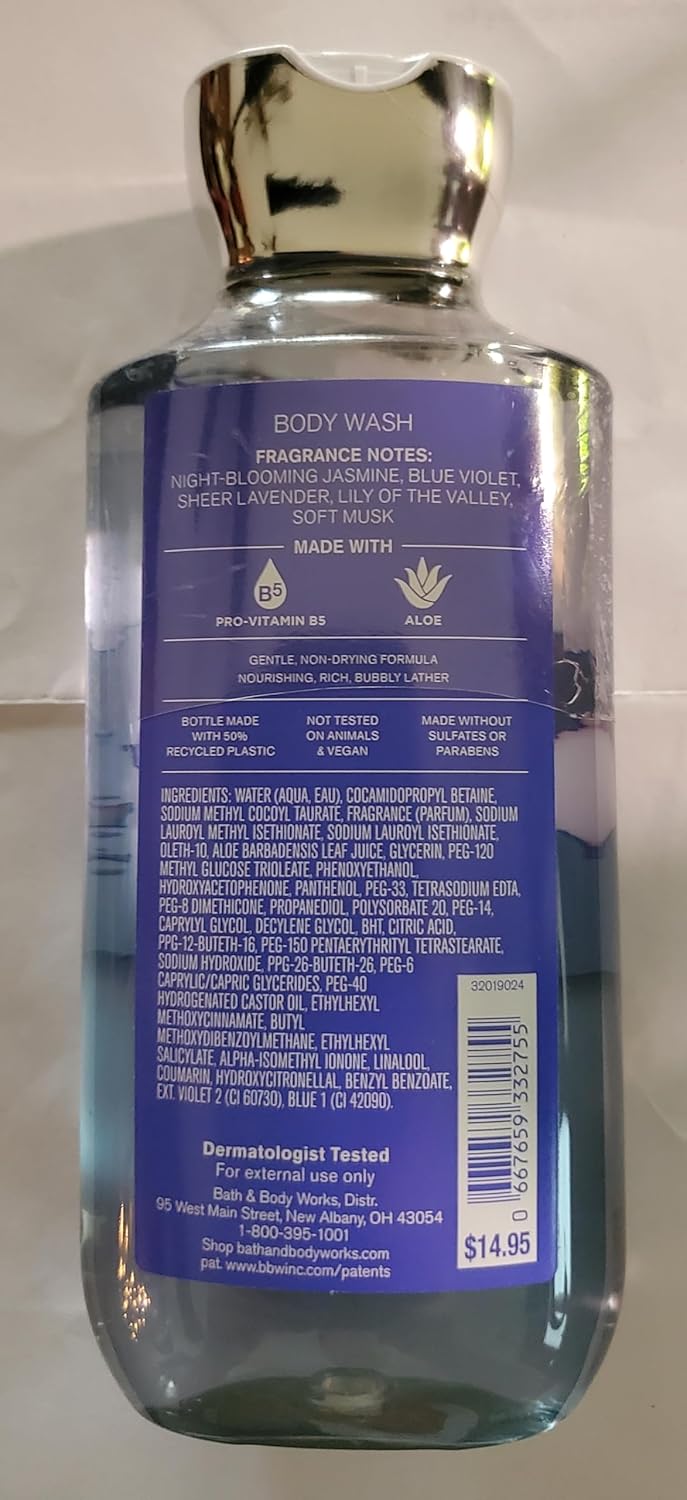 BODY WASH
FRAGRANCE NOTES:
NIGHT-BLOOMING JASMINE, BLUE VIOLET,
SHEER LAVENDER, LILY OF THE VALLEY,
SOFT MUSK
MADE WITH
B5
PRO-VITAMIN B5
ALOE
GENTLE, NON-DRYING FORMULA
NOURISHING, RICH, BUBBLY LATHER
BOTTLE MADE
WITH 50%
RECYCLED PLASTIC
NOT TESTED
ON ANIMALS
& VEGAN
MADE WITHOUT
SULFATES OR
PARABENS
INGREDIENTS: WATER (AQUA, EAU), COCAMIDOPROPYL BETAINE,
SODIUM METHYL COCOYL TAURATE, FRAGRANCE (PARFUM), SODIUM
LAUROYL METHYL ISETHIONATE, SODIUM LAUROYL ISETHIONATE,
OLETH-10, ALOE BARBADENSIS LEAF JUICE, GLYCERIN, PEG-120
METHYL GLUCOSE TRIOLEATE, PHENOXYETHANOL,
HYDROXYACETOPHENONE, PANTHENOL, PEG-33, TETRASODIUM EDTA,
PEG-8 DIMETHICONE, PROPANEDIOL, POLYSORBATE 20, PEG-14,
CAPRYLYL GLYCOL, DECYLENE GLYCOL, BHT, CITRIC ACID,
PPG-12-BUTETH-16, PEG-150 PENTAERYTHRITYL TETRASTEARATE,
SODIUM HYDROXIDE, PPG-26-BUTETH-26, PEG-6
CAPRYLIC/CAPRIC GLYCERIDES, PEG-40
HYDROGENATED CASTOR OIL, ETHYLHEXYL
METHOXYCINNAMATE, BUTYL
METHOXYDIBENZOYLMETHANE, ETHYLHEXYL
SALICYLATE, ALPHA-ISOMETHYL IONONE, LINALOOL,
COUMARIN, HYDROXYCITRONELLAL, BENZYL BENZOATE,
EXT. VIOLET 2 (CI 60730), BLUE 1 (CI 42090).
32019024
0 667659 332755
$14.95
Dermatologist Tested
For external use only
Bath & Body Works, Distr.
95 West Main Street, New Albany, OH 43054
1-800-395-1001
Shop bathandbodyworks.com
pat. www.bbwinc.com/patents